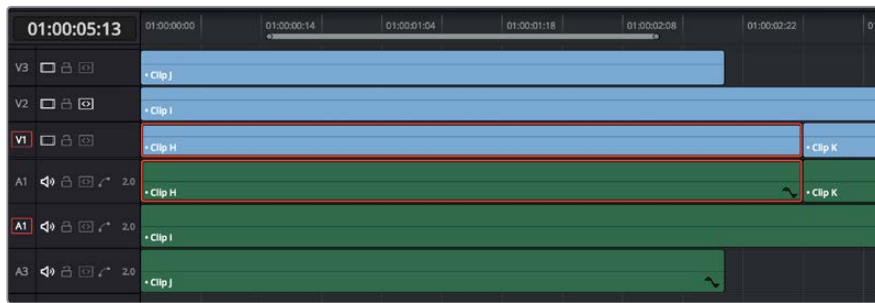 01:00:05:13 01:00:00:00 01:00:00:14 01:00:01:04 01:00:01:18 01:00:02:08 01:00:02:22 0
V3 • Clip J
V2 • Clip I
V1 • Clip H • Clip K
A1 2.0 • Clip H • Clip K
A1 2.0 • Clip I
A3 2.0 • Clip J